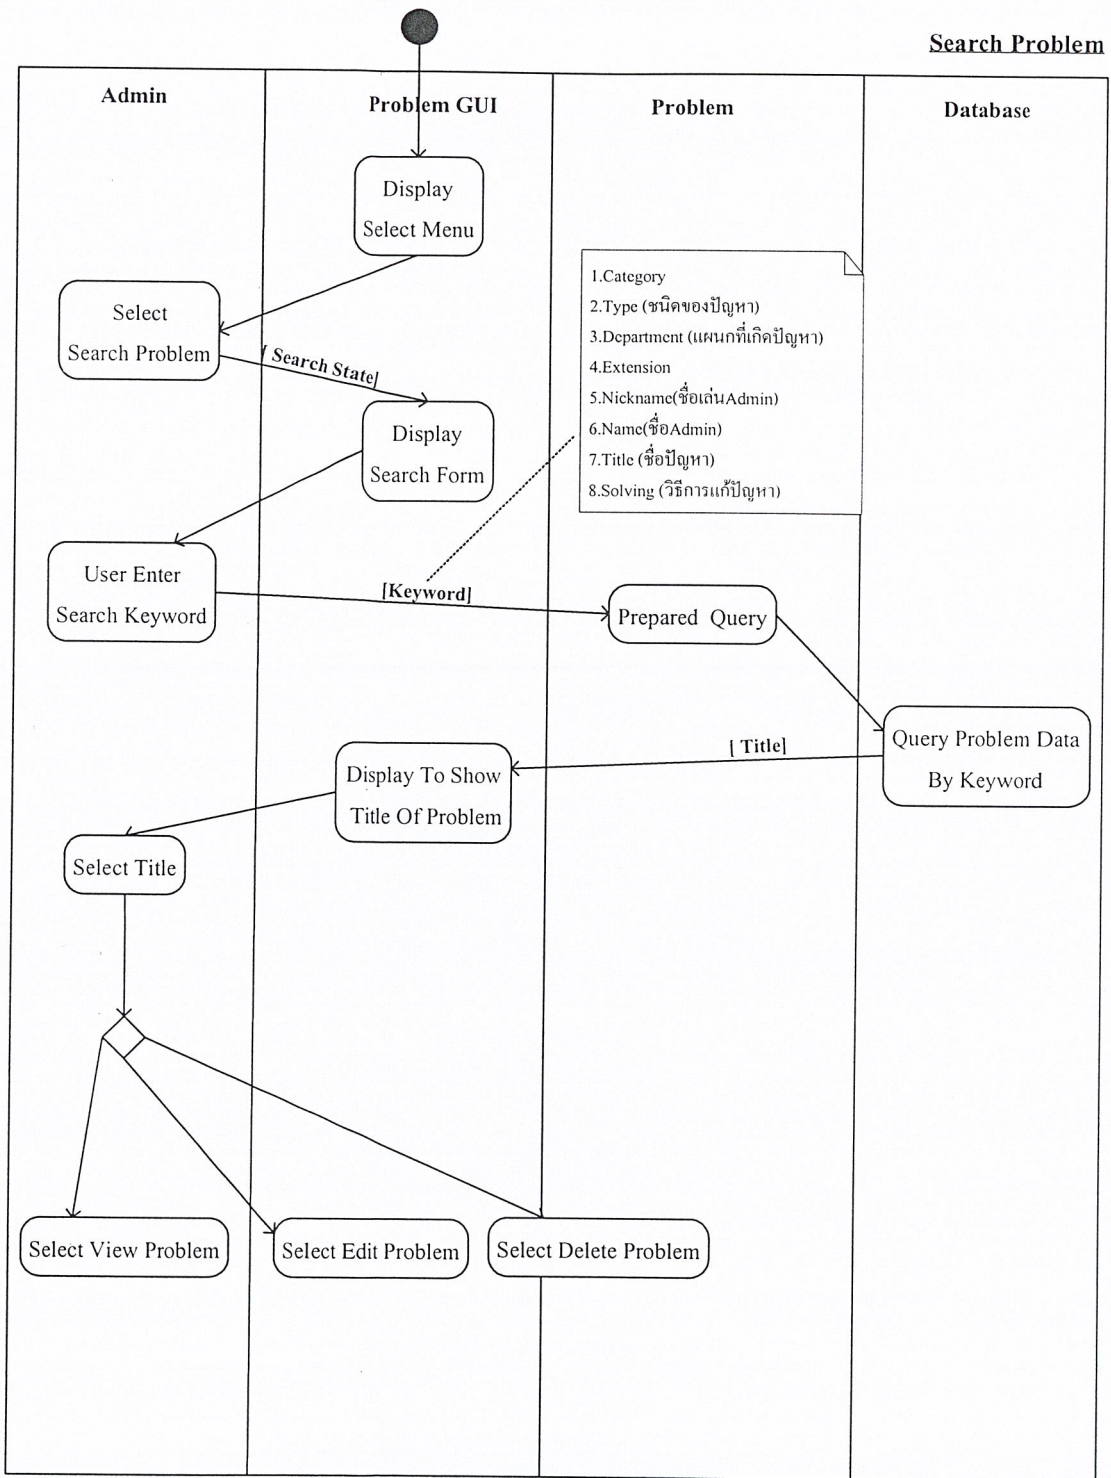 Search Problem
Admin
Problem GUI
Problem
Database
Display
Select Menu
1.Category
2.Type (ชนิดของปัญหา)
3.Department (แผนกที่เกิดปัญหา)
4.Extension
5.Nickname(ชื่อเล่นAdmin)
6.Name(ชื่อAdmin)
7.Title (ชื่อปัญหา)
8.Solving (วิธีการแก้ปัญหา)
Select
Search Problem
[ Search State]
Display
Search Form
User Enter
Search Keyword
[Keyword]
Prepared Query
Query Problem Data
By Keyword
[ Title]
Display To Show
Title Of Problem
Select Title
Select View Problem
Select Edit Problem
Select Delete Problem